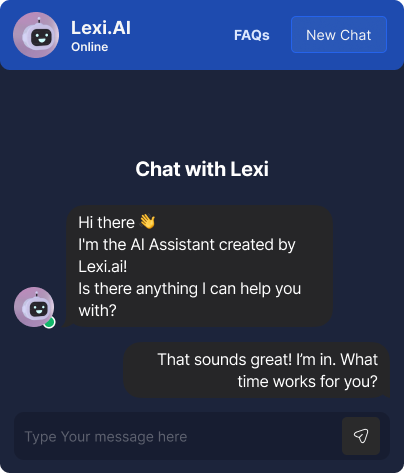 Lexi.AI
Online
FAQs
New Chat
Chat with Lexi
Hi there 👋
I'm the AI Assistant created by
Lexi.ai!
Is there anything I can help you
with?
That sounds great! I’m in. What
time works for you?
Type Your message here